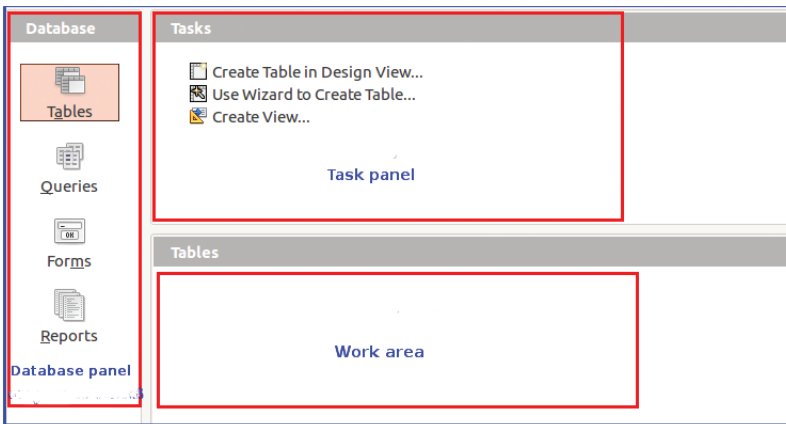 Database
Tables
Queries
Forms
Reports
Database panel
Tasks
Create Table in Design View...
Use Wizard to Create Table...
Create View...
Task panel
Tables
Work area